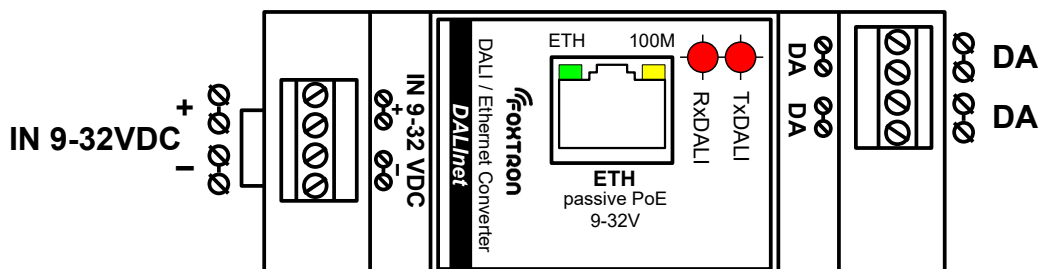 +
IN 9-32VDC
−
IN 9-32 VDC
+
−
DALInet
DALI / Ethernet Converter
FOXTRON
ETH
100M
ETH
passive PoE
9-32V
RxDALI
TxDALI
DA
DA
DA
DA